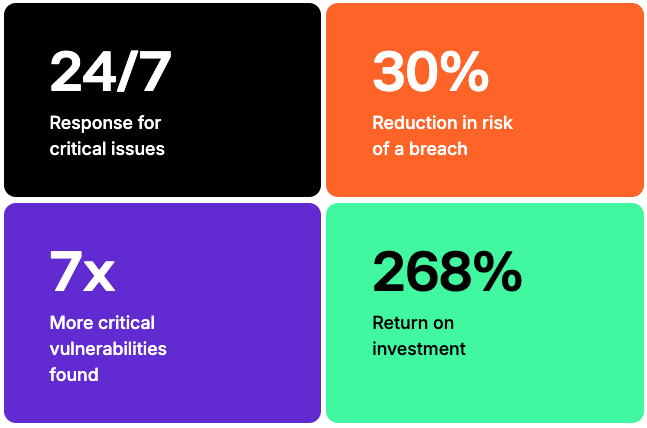 24/7
Response for
critical issues
30%
Reduction in risk
of a breach
7x
More critical
vulnerabilities
found
268%
Return on
investment